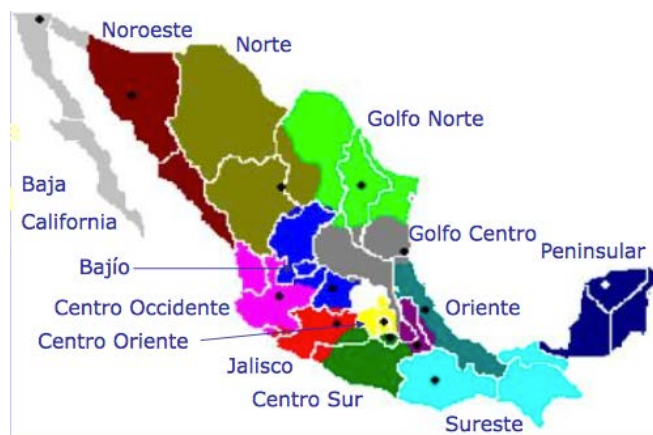 Noroeste
Norte
Golfo Norte
Baja
California
Golfo Centro
Peninsular
Bajío
Centro Occidente
Oriente
Centro Oriente
Jalisco
Centro Sur
Sureste